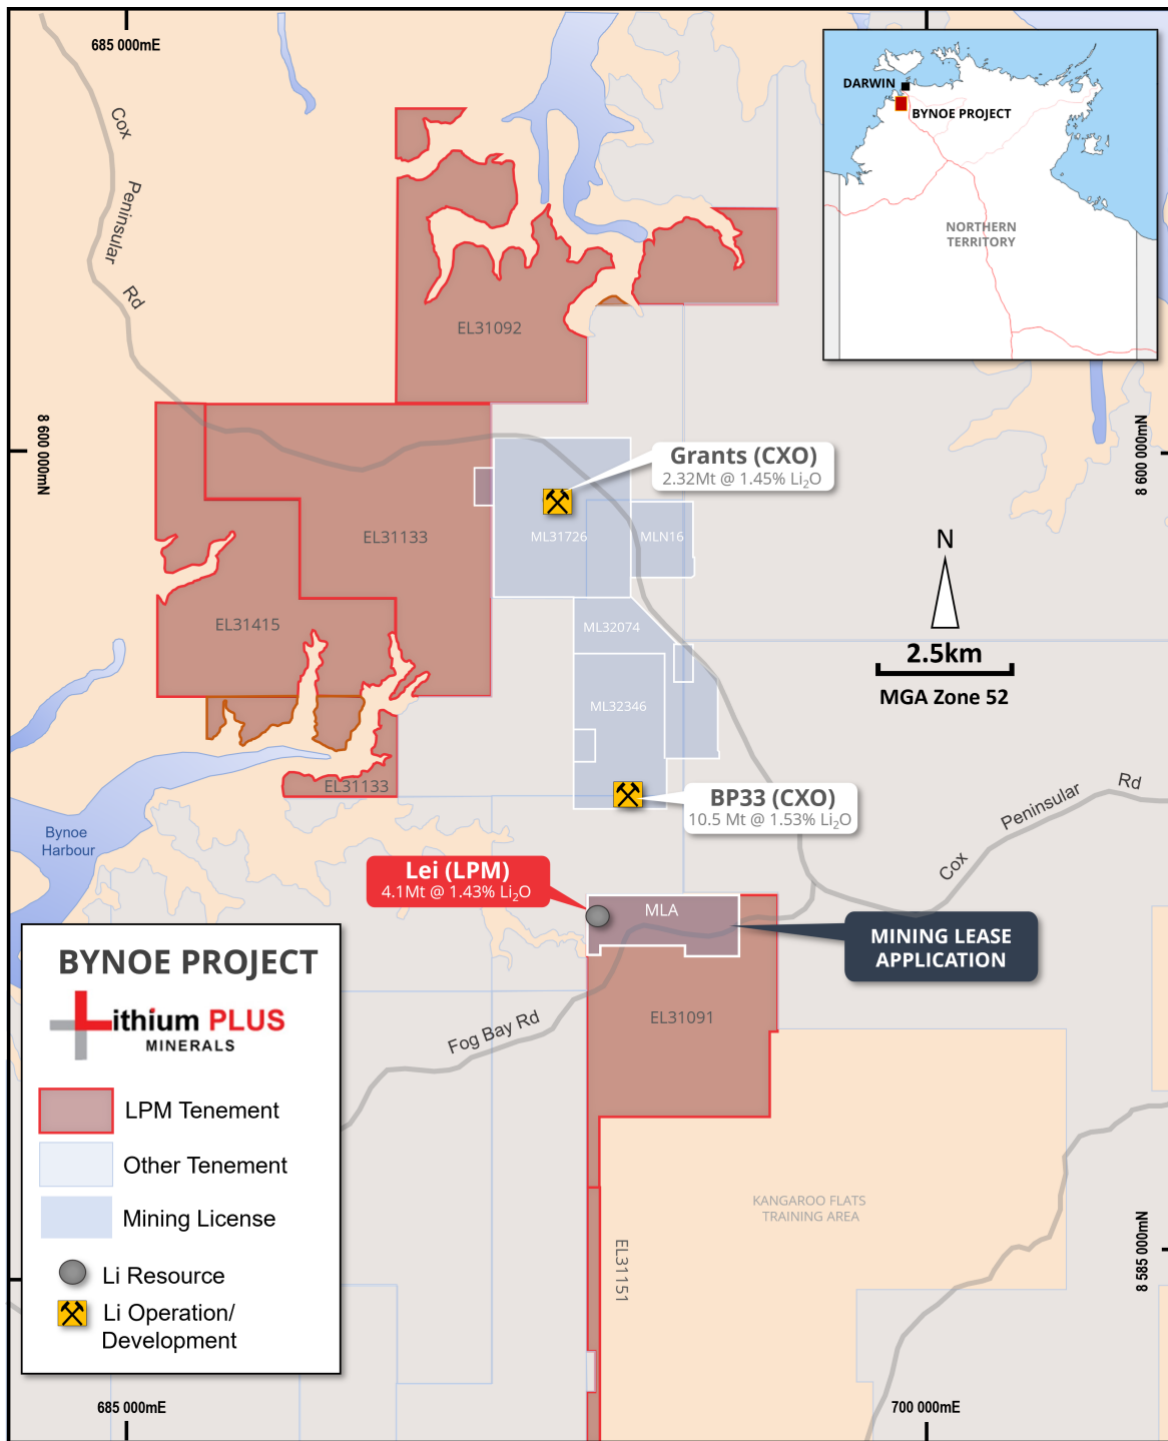 685 000mE
DARWIN
BYNOE PROJECT
NORTHERN
TERRITORY
Cox
Peninsular
Rd
EL31092
8 600 000mN
8 600 000mN
Grants (CXO)
2.32Mt @ 1.45% Li₂O
ML31726
MLN16
EL31133
N
2.5km
MGA Zone 52
EL31415
ML32074
ML32346
EL31133
BP33 (CXO)
10.5 Mt @ 1.53% Li₂O
Cox
Peninsular
Rd
Bynoe
Harbour
Lei (LPM)
4.1Mt @ 1.43% Li₂O
MLA
MINING LEASE
APPLICATION
EL31091
Fog Bay Rd
KANGAROO FLATS
TRAINING AREA
EL31151
8 585 000mN
BYNOE PROJECT
Lithium PLUS
MINERALS
LPM Tenement
Other Tenement
Mining License
Li Resource
Li Operation/
Development
685 000mE
700 000mE